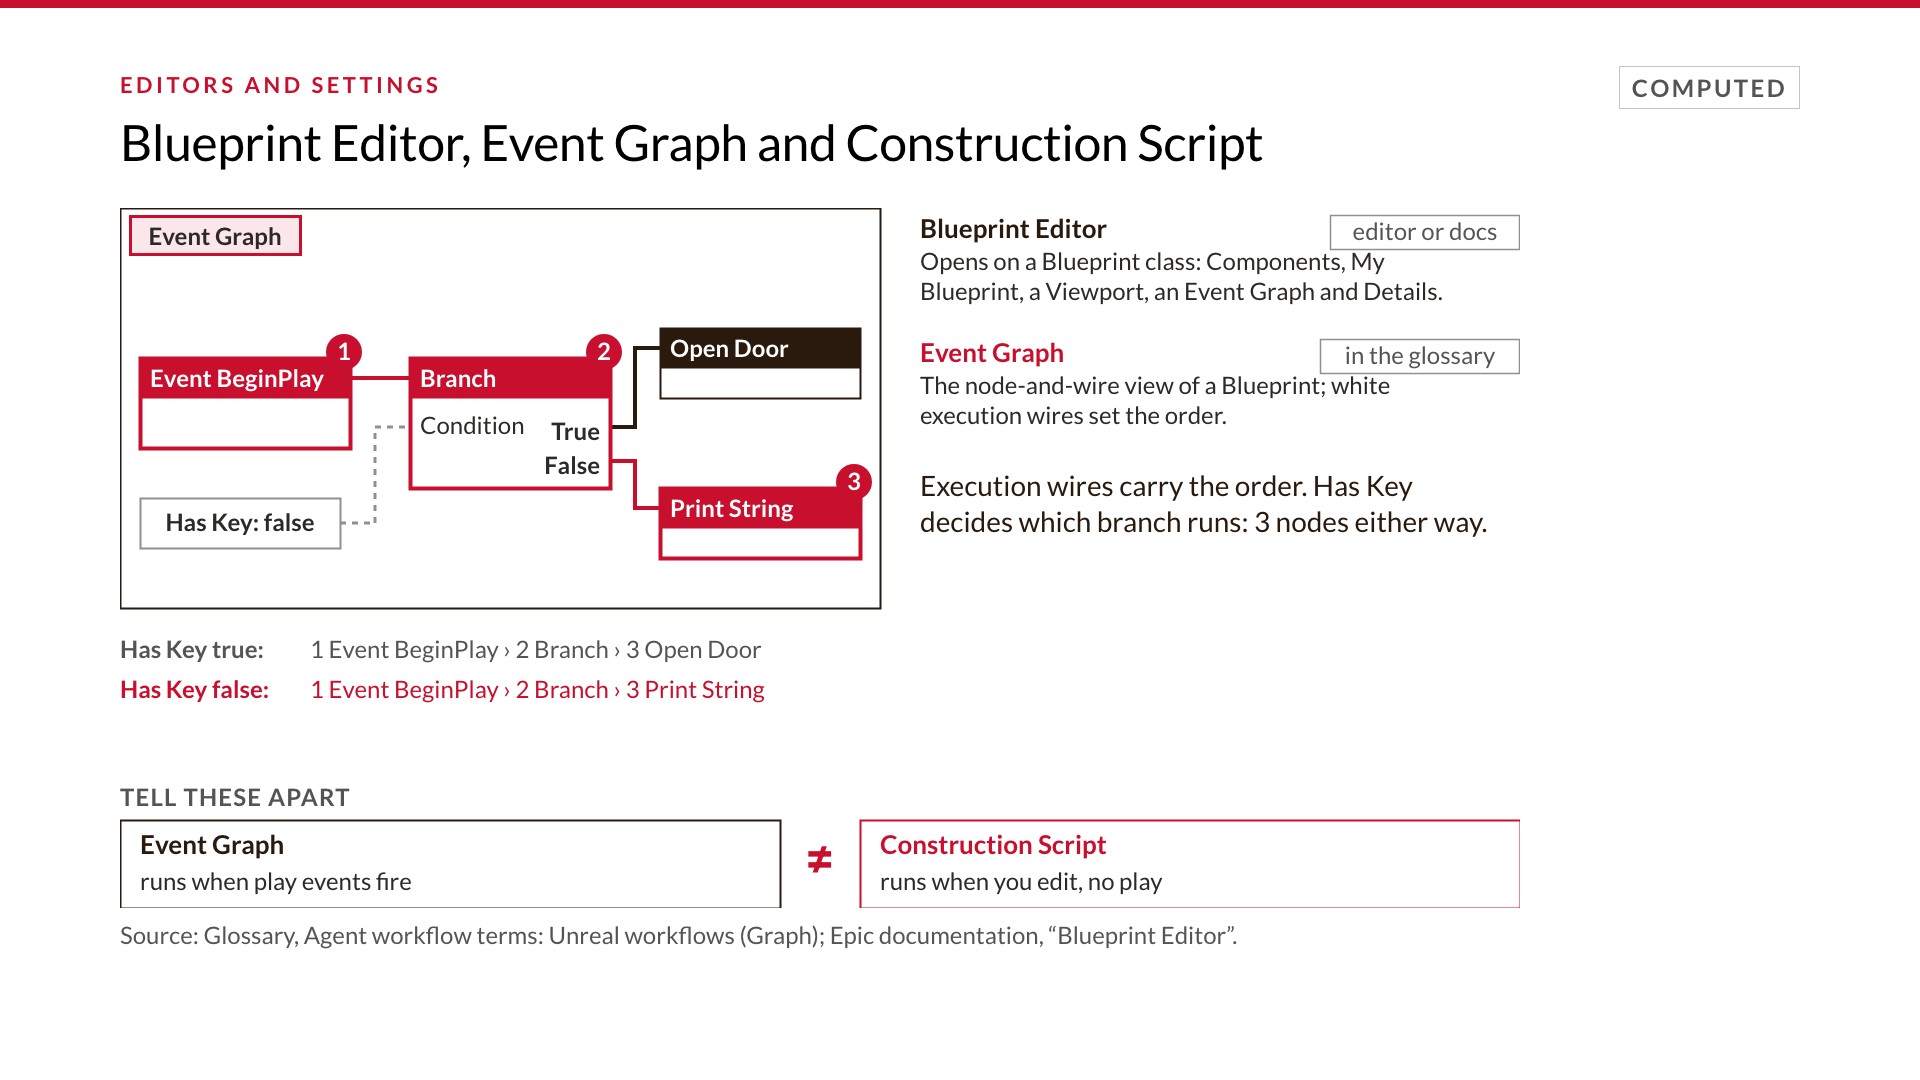 EDITORS AND SETTINGS
COMPUTED
Blueprint Editor, Event Graph and Construction Script
Event Graph
1
Event BeginPlay
2
Branch
Condition
True
False
Open Door
3
Print String
Has Key: false
Has Key true: 1 Event BeginPlay › 2 Branch › 3 Open Door
Has Key false: 1 Event BeginPlay › 2 Branch › 3 Print String
Blueprint Editor
editor or docs
Opens on a Blueprint class: Components, My
Blueprint, a Viewport, an Event Graph and Details.
Event Graph
in the glossary
The node-and-wire view of a Blueprint; white
execution wires set the order.
Execution wires carry the order. Has Key
decides which branch runs: 3 nodes either way.
TELL THESE APART
Event Graph
runs when play events fire
≠
Construction Script
runs when you edit, no play
Source: Glossary, Agent workflow terms: Unreal workflows (Graph); Epic documentation, “Blueprint Editor”.